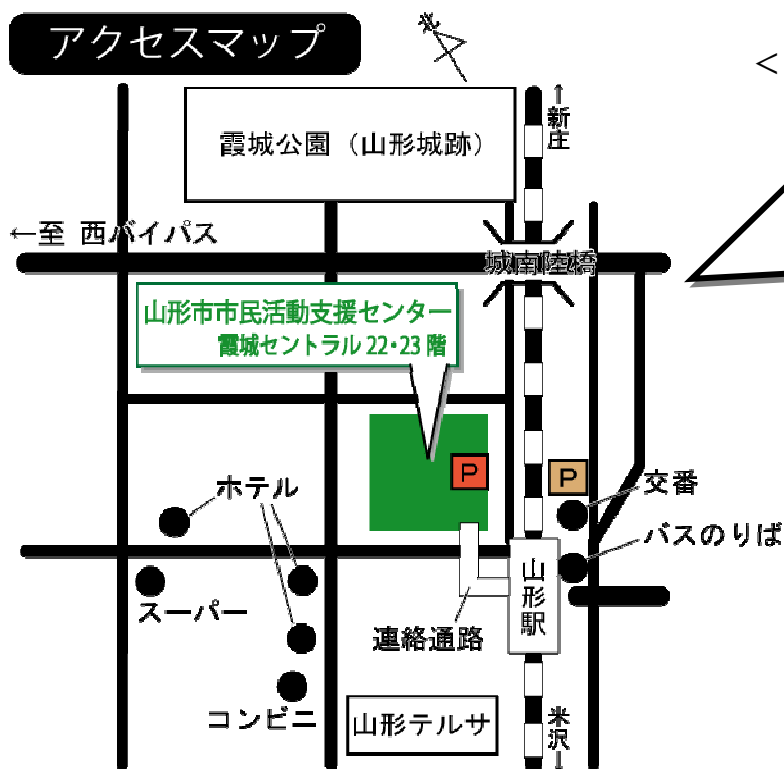 アクセスマップ
北
<
霞城公園（山形城跡）
↑新庄
←至 西バイパス
城南陸橋
山形市市民活動支援センター
霞城セントラル 22・23 階
P
P
ホテル
交番
バスのりば
スーパー
山形駅
連絡通路
コンビニ
山形テルサ
米沢↓